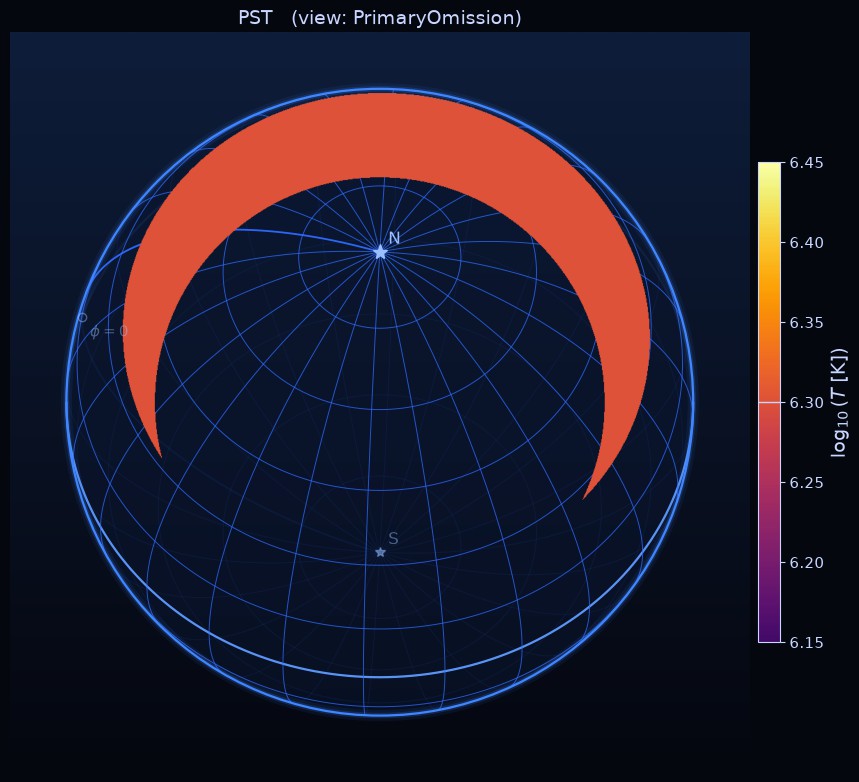 PST (view: PrimaryOmission)
N
ϕ = 0
S
6.45
6.40
6.35
6.30
6.25
6.20
6.15
log₁₀(T [K])